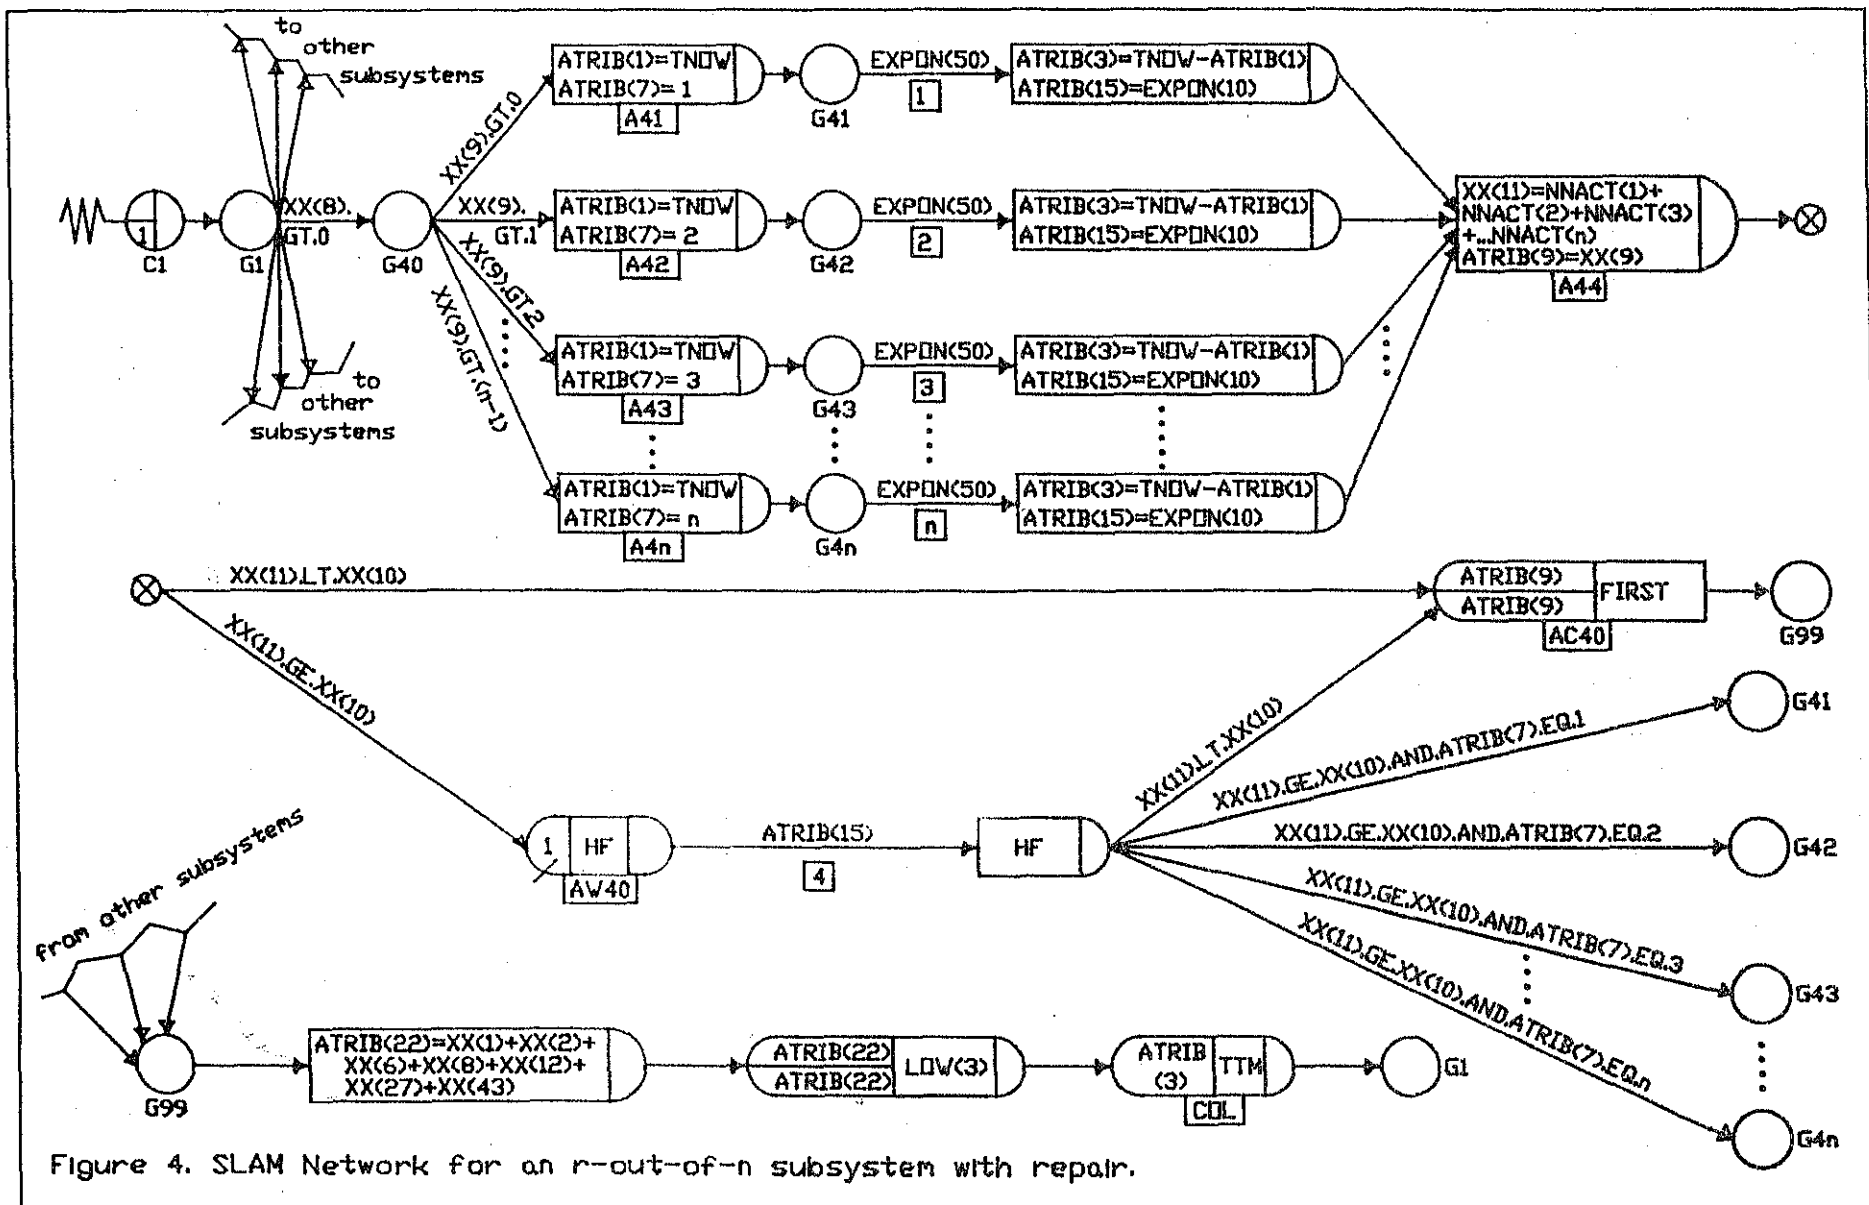 to
other
subsystems
1
C1
G1
XX(8).
GT.0
G40
to
other
subsystems
XX(9).GT.0
ATRIB(1)=TNOW
ATRIB(7)= 1
A41
G41
EXPON(50)
1
ATRIB(3)=TNOW-ATRIB(1)
ATRIB(15)=EXPON(10)
XX(9).
GT.1
ATRIB(1)=TNOW
ATRIB(7)= 2
A42
G42
EXPON(50)
2
ATRIB(3)=TNOW-ATRIB(1)
ATRIB(15)=EXPON(10)
XX(9).GT.2
ATRIB(1)=TNOW
ATRIB(7)= 3
A43
G43
EXPON(50)
3
ATRIB(3)=TNOW-ATRIB(1)
ATRIB(15)=EXPON(10)
XX(9).GT.(n-1)
ATRIB(1)=TNOW
ATRIB(7)= n
A4n
G4n
EXPON(50)
n
ATRIB(3)=TNOW-ATRIB(1)
ATRIB(15)=EXPON(10)
XX(11)=NNACT(1)+
NNACT(2)+NNACT(3)
+...NNACT(n)
ATRIB(9)=XX(9)
A44
XX(11).LT.XX(10)
ATRIB(9)
ATRIB(9)
FIRST
AC40
G99
XX(11).GE.XX(10)
1
HF
AW40
ATRIB(15)
4
HF
XX(11).LT.XX(10)
XX(11).GE.XX(10).AND.ATRIB(7).EQ.1
G41
XX(11).GE.XX(10).AND.ATRIB(7).EQ.2
G42
XX(11).GE.XX(10).AND.ATRIB(7).EQ.3
G43
XX(11).GE.XX(10).AND.ATRIB(7).EQ.n
G4n
from other subsystems
G99
ATRIB(22)=XX(1)+XX(2)+
XX(6)+XX(8)+XX(12)+
XX(27)+XX(43)
ATRIB(22)
ATRIB(22)
LOW(3)
ATRIB
(3)
TTM
COL
G1
Figure 4. SLAM Network for an r-out-of-n subsystem with repair.